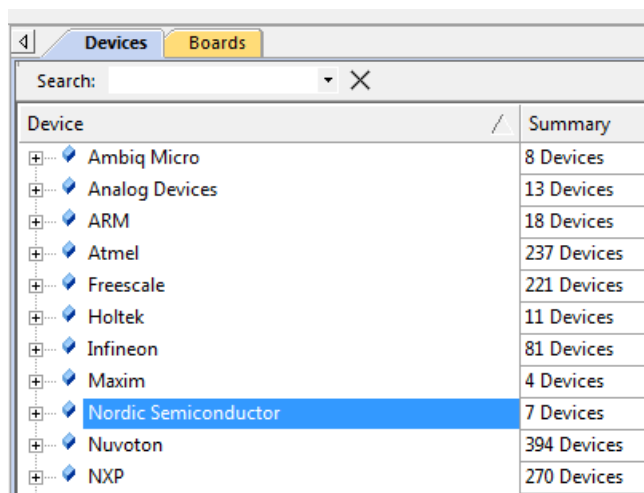 Devices Boards
Search:
Device Summary
Ambiq Micro 8 Devices
Analog Devices 13 Devices
ARM 18 Devices
Atmel 237 Devices
Freescale 221 Devices
Holtek 11 Devices
Infineon 81 Devices
Maxim 4 Devices
Nordic Semiconductor 7 Devices
Nuvoton 394 Devices
NXP 270 Devices